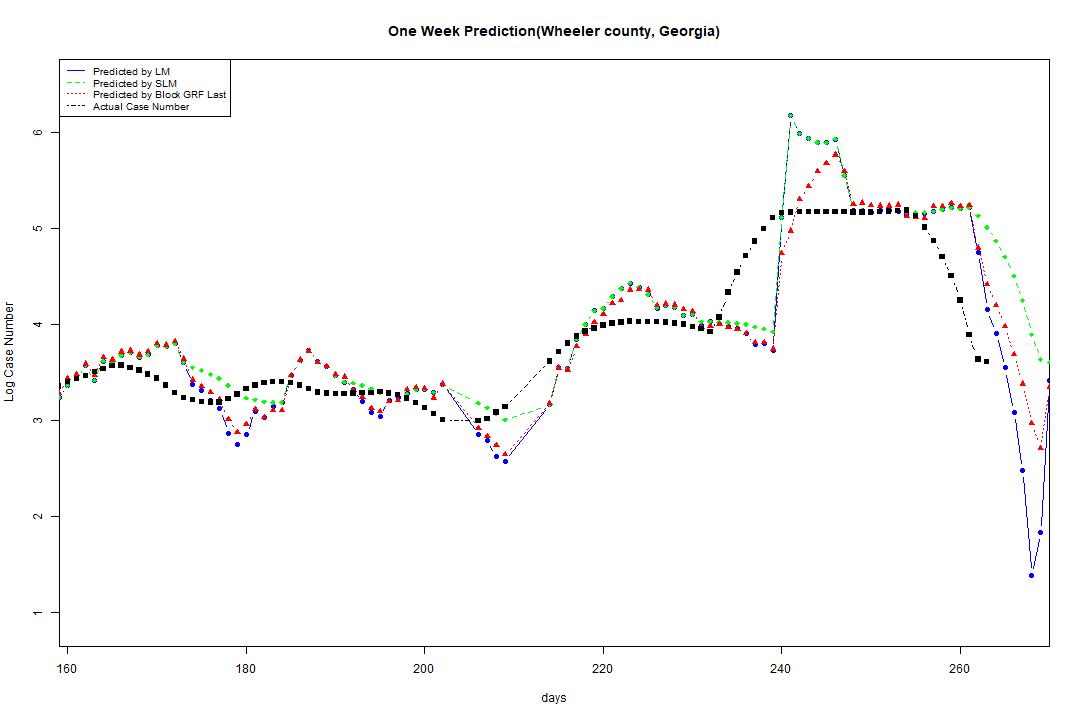 One Week Prediction(Wheeler county, Georgia)
Predicted by LM
Predicted by SLM
Predicted by Block GRF Last
Actual Case Number
6
5
4
3
2
1
Log Case Number
160 180 200 220 240 260
days